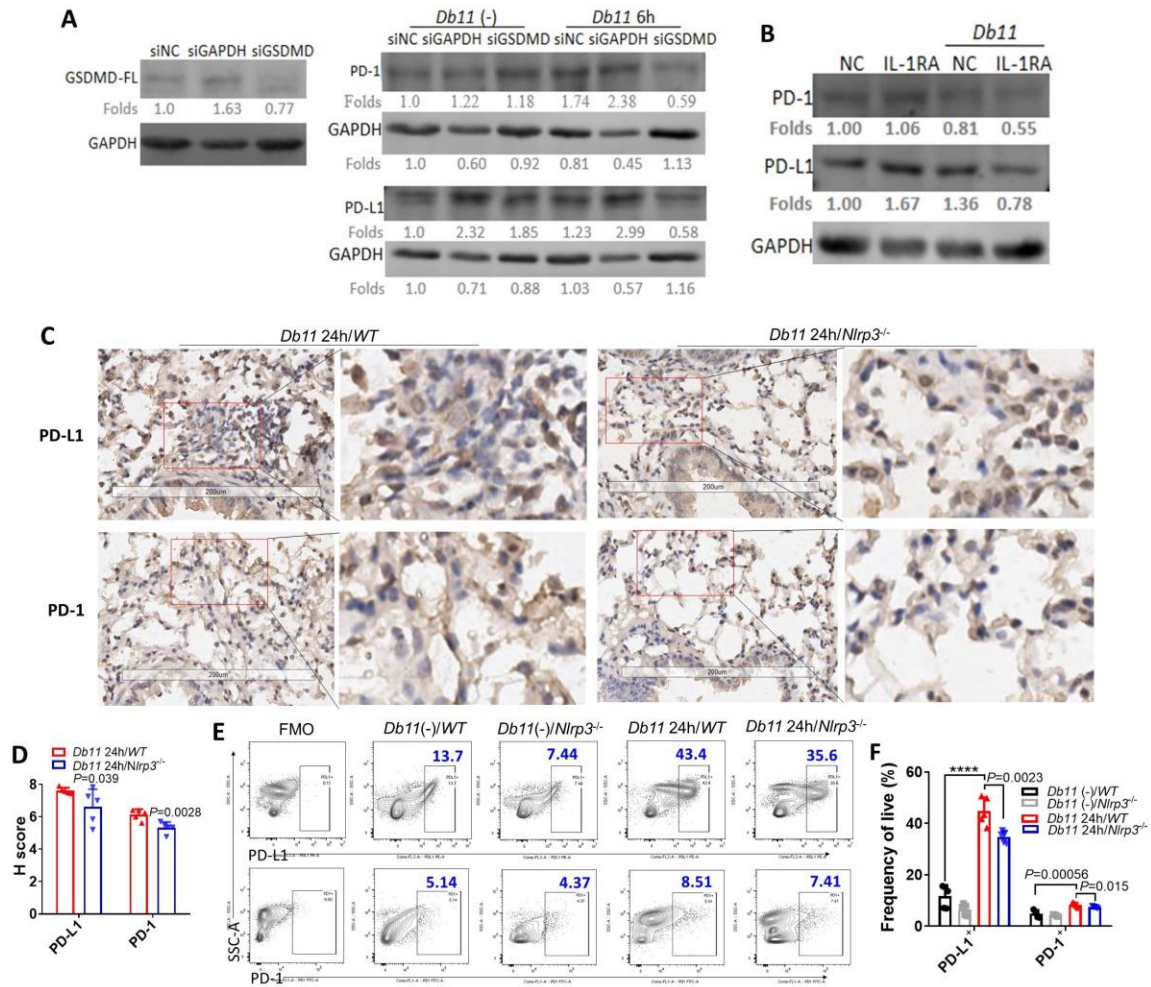 A
siNC siGAPDH siGSDMD
GSDMD-FL
Folds 1.0 1.63 0.77
GAPDH
Db11 (-) Db11 6h
siNC siGAPDH siGSDMD siNC siGAPDH siGSDMD
PD-1
Folds 1.0 1.22 1.18 1.74 2.38 0.59
GAPDH
Folds 1.0 0.60 0.92 0.81 0.45 1.13
PD-L1
Folds 1.0 2.32 1.85 1.23 2.99 0.58
GAPDH
Folds 1.0 0.71 0.88 1.03 0.57 1.16
B
Db11
NC IL-1RA NC IL-1RA
PD-1
Folds 1.00 1.06 0.81 0.55
PD-L1
Folds 1.00 1.67 1.36 0.78
GAPDH
C
Db11 24h/WT Db11 24h/Nlrp3-/-
PD-L1
200um 200um
PD-1
200um 200um
D
Db11 24h/WT
Db11 24h/Nlrp3-/-
P=0.039
P=0.0028
H score
8
6
4
2
0
PD-L1 PD-1
E
FMO Db11(-)/WT Db11(-)/Nlrp3-/- Db11 24h/WT Db11 24h/Nlrp3-/-
13.7 7.44 43.4 35.6
PD-L1
5.14 4.37 8.51 7.41
SSC-A
PD-1
F
Frequency of live (%)
60
40
20
0
****
P=0.0023
Db11 (-)/WT
Db11 (-)/Nlrp3-/-
Db11 24h/WT
Db11 24h/Nlrp3-/-
P=0.00056
P=0.015
PD-L1+ PD-1+